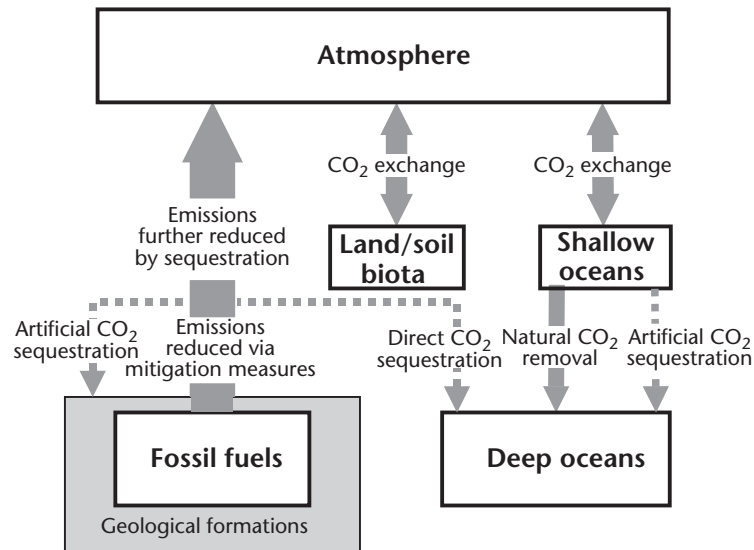 Atmosphere
CO₂ exchange
CO₂ exchange
Emissions
further reduced
by sequestration
Land/soil
biota
Shallow
oceans
Artificial CO₂
sequestration
Emissions
reduced via
mitigation measures
Direct CO₂
sequestration
Natural CO₂
removal
Artificial CO₂
sequestration
Fossil fuels
Deep oceans
Geological formations